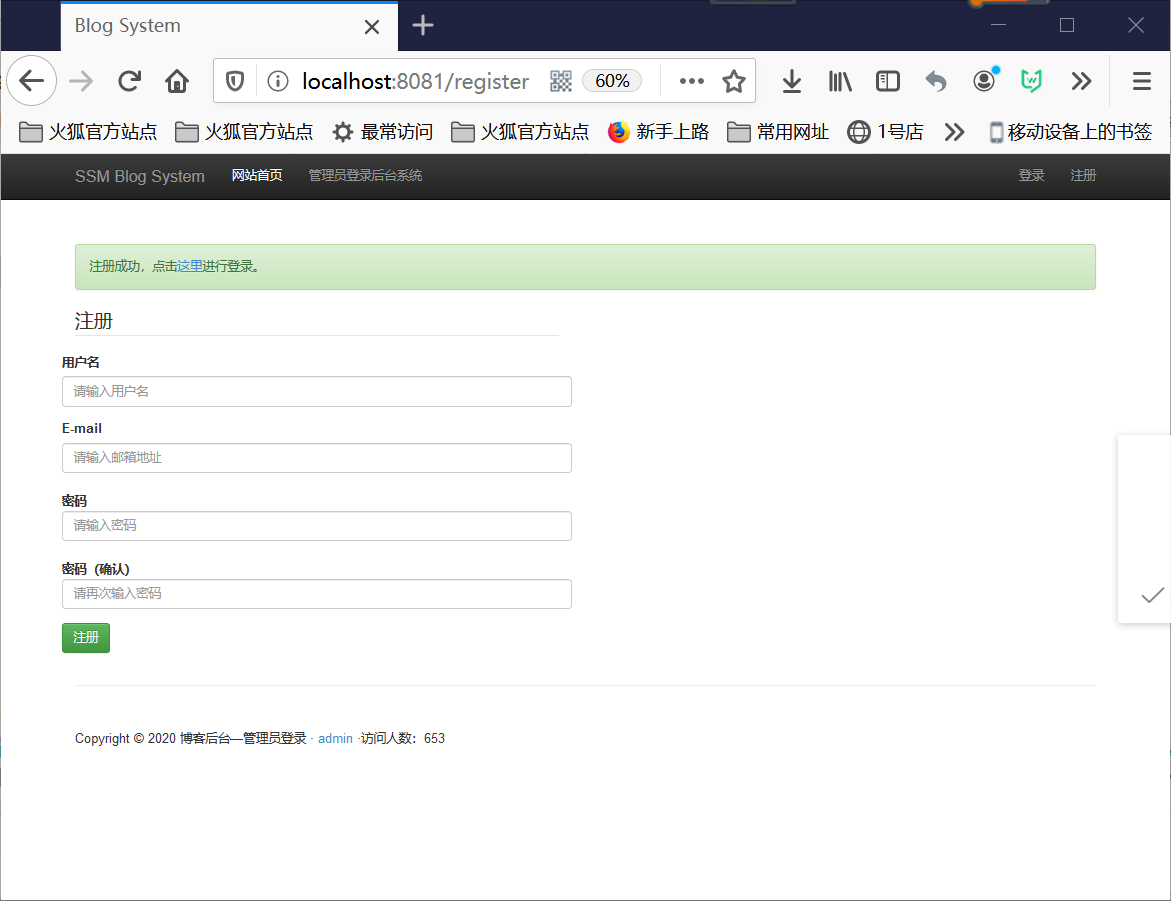 Blog System
localhost:8081/register 60%
火狐官方站点 火狐官方站点 最常访问 火狐官方站点 新手上路 常用网址 1号店 移动设备上的书签
SSM Blog System 网站首页 管理员登录后台系统 登录 注册
注册成功，点击这里进行登录。
注册
用户名
请输入用户名
E-mail
请输入邮箱地址
密码
请输入密码
密码（确认）
请再次输入密码
注册
Copyright © 2020 博客后台—管理员登录 · admin ·访问人数：653